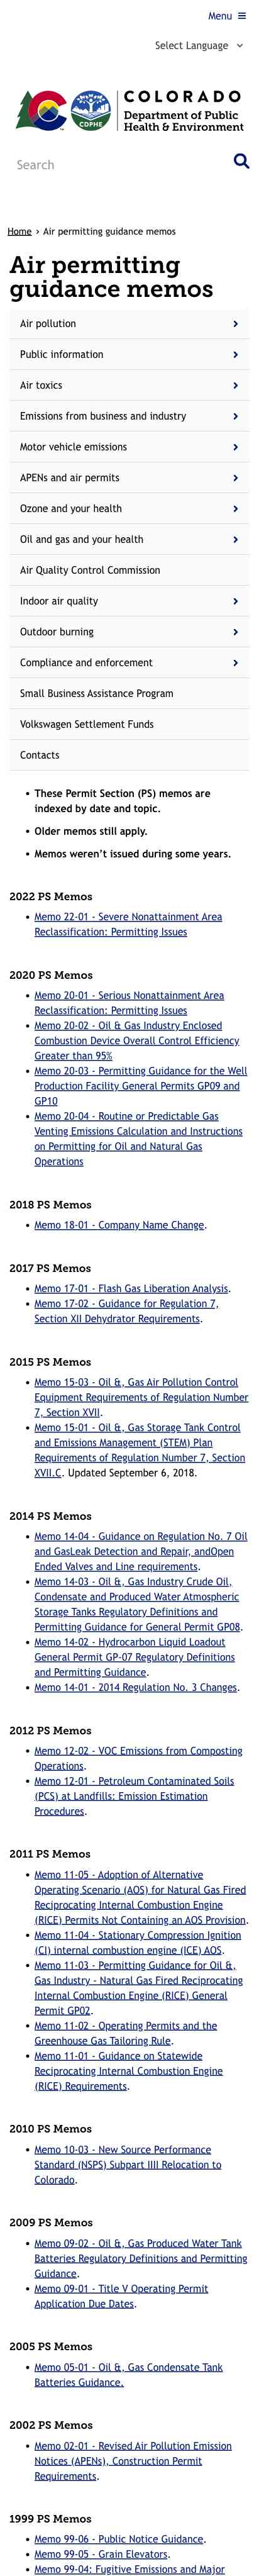 Menu
Select Language
CDPHE
COLORADO
Department of Public
Health & Environment
Search
Home > Air permitting guidance memos
Air permitting
guidance memos
Air pollution
Public information
Air toxics
Emissions from business and industry
Motor vehicle emissions
APENs and air permits
Ozone and your health
Oil and gas and your health
Air Quality Control Commission
Indoor air quality
Outdoor burning
Compliance and enforcement
Small Business Assistance Program
Volkswagen Settlement Funds
Contacts
• These Permit Section (PS) memos are
indexed by date and topic.
• Older memos still apply.
• Memos weren't issued during some years.
2022 PS Memos
• Memo 22-01 - Severe Nonattainment Area
Reclassification: Permitting Issues
2020 PS Memos
• Memo 20-01 - Serious Nonattainment Area
Reclassification: Permitting Issues
• Memo 20-02 - Oil & Gas Industry Enclosed
Combustion Device Overall Control Efficiency
Greater than 95%
• Memo 20-03 - Permitting Guidance for the Well
Production Facility General Permits GP09 and
GP10
• Memo 20-04 - Routine or Predictable Gas
Venting Emissions Calculation and Instructions
on Permitting for Oil and Natural Gas
Operations
2018 PS Memos
• Memo 18-01 - Company Name Change.
2017 PS Memos
• Memo 17-01 - Flash Gas Liberation Analysis.
• Memo 17-02 - Guidance for Regulation 7,
Section XII Dehydrator Requirements.
2015 PS Memos
• Memo 15-03 - Oil &, Gas Air Pollution Control
Equipment Requirements of Regulation Number
7, Section XVII.
• Memo 15-01 - Oil &, Gas Storage Tank Control
and Emissions Management (STEM) Plan
Requirements of Regulation Number 7, Section
XVII.C. Updated September 6, 2018.
2014 PS Memos
• Memo 14-04 - Guidance on Regulation No. 7 Oil
and GasLeak Detection and Repair, andOpen
Ended Valves and Line requirements.
• Memo 14-03 - Oil &, Gas Industry Crude Oil,
Condensate and Produced Water Atmospheric
Storage Tanks Regulatory Definitions and
Permitting Guidance for General Permit GP08.
• Memo 14-02 - Hydrocarbon Liquid Loadout
General Permit GP-07 Regulatory Definitions
and Permitting Guidance.
• Memo 14-01 - 2014 Regulation No. 3 Changes.
2012 PS Memos
• Memo 12-02 - VOC Emissions from Composting
Operations.
• Memo 12-01 - Petroleum Contaminated Soils
(PCS) at Landfills: Emission Estimation
Procedures.
2011 PS Memos
• Memo 11-05 - Adoption of Alternative
Operating Scenario (AOS) for Natural Gas Fired
Reciprocating Internal Combustion Engine
(RICE) Permits Not Containing an AOS Provision.
• Memo 11-04 - Stationary Compression Ignition
(CI) internal combustion engine (ICE) AOS.
• Memo 11-03 - Permitting Guidance for Oil &,
Gas Industry - Natural Gas Fired Reciprocating
Internal Combustion Engine (RICE) General
Permit GP02.
• Memo 11-02 - Operating Permits and the
Greenhouse Gas Tailoring Rule.
• Memo 11-01 - Guidance on Statewide
Reciprocating Internal Combustion Engine
(RICE) Requirements.
2010 PS Memos
• Memo 10-03 - New Source Performance
Standard (NSPS) Subpart IIII Relocation to
Colorado.
2009 PS Memos
• Memo 09-02 - Oil &, Gas Produced Water Tank
Batteries Regulatory Definitions and Permitting
Guidance.
• Memo 09-01 - Title V Operating Permit
Application Due Dates.
2005 PS Memos
• Memo 05-01 - Oil &, Gas Condensate Tank
Batteries Guidance.
2002 PS Memos
• Memo 02-01 - Revised Air Pollution Emission
Notices (APENs), Construction Permit
Requirements.
1999 PS Memos
• Memo 99-06 - Public Notice Guidance.
• Memo 99-05 - Grain Elevators.
• Memo 99-04: Fugitive Emissions and Major